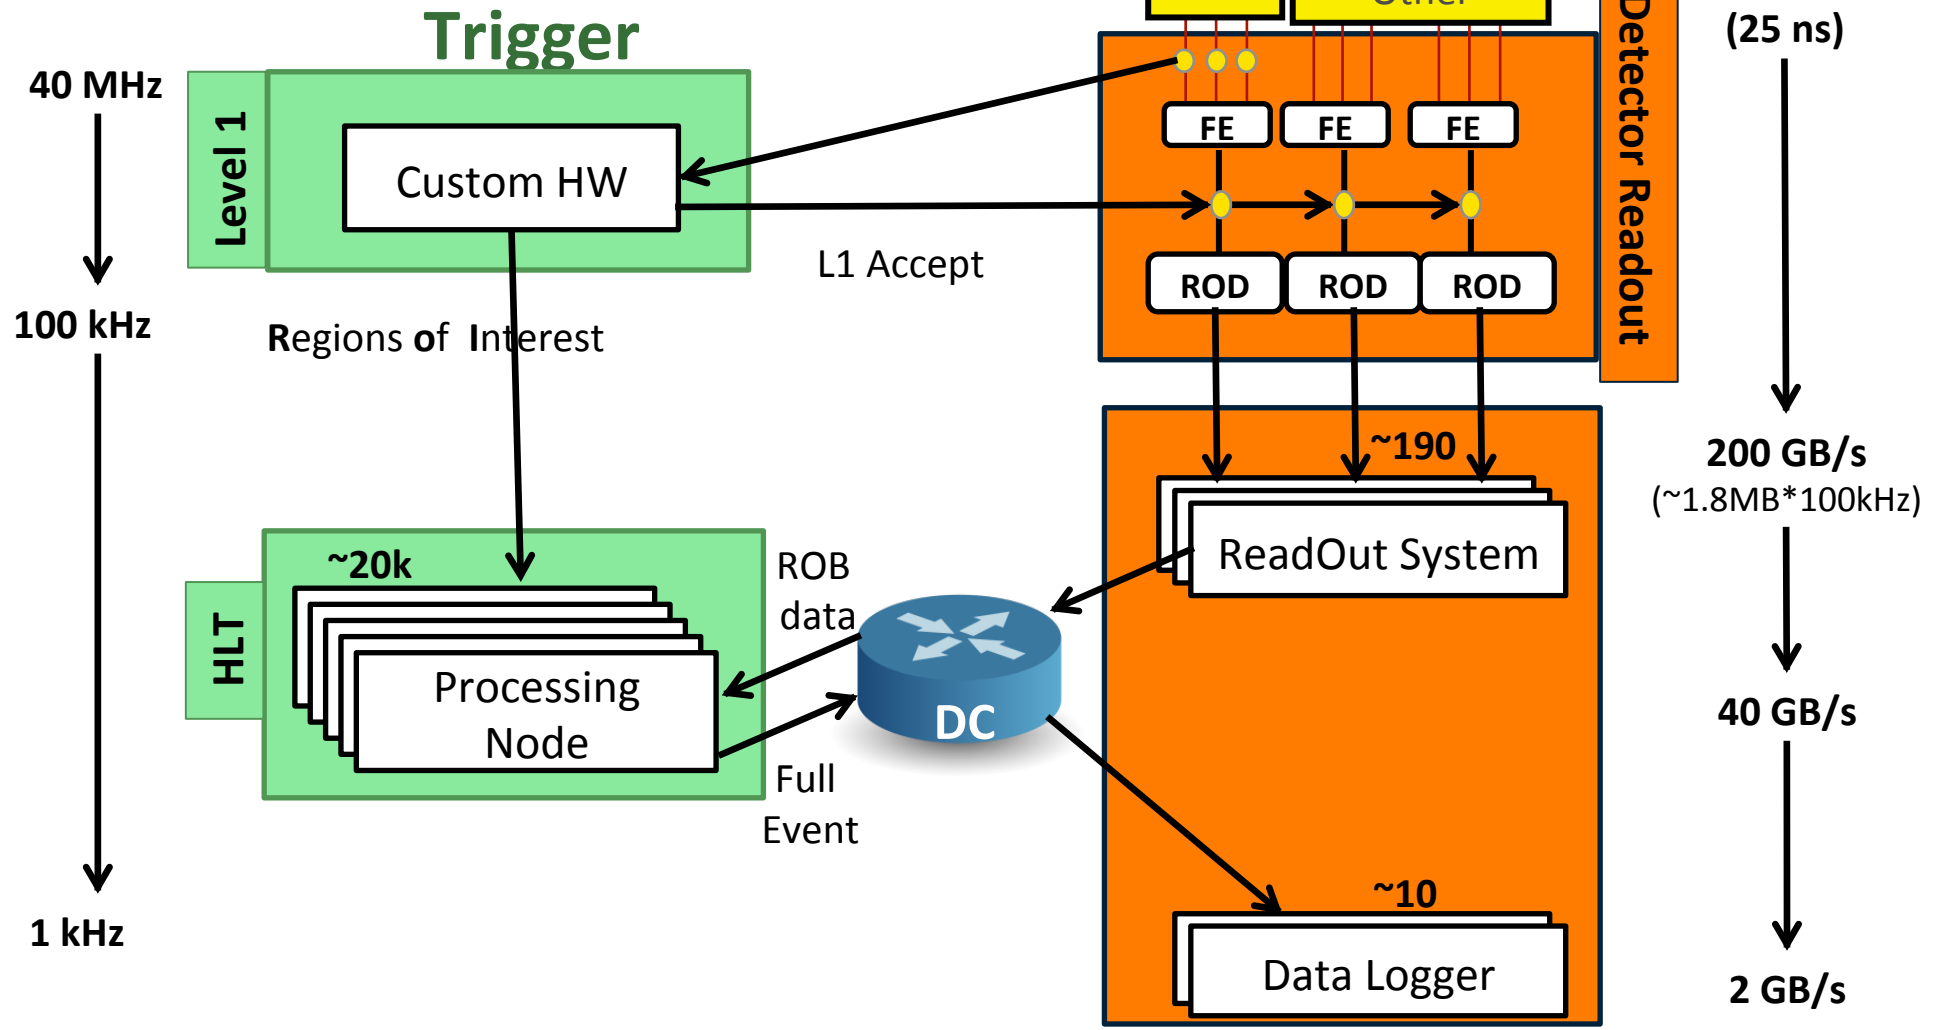 Trigger
40 MHz
100 kHz
1 kHz
Level 1
Custom HW
L1 Accept
Regions of Interest
Other
FE FE FE
ROD ROD ROD
Detector Readout
(25 ns)
200 GB/s
(~1.8MB*100kHz)
40 GB/s
2 GB/s
~190
ReadOut System
HLT
~20k
Processing
Node
ROB
data
DC
Full
Event
~10
Data Logger